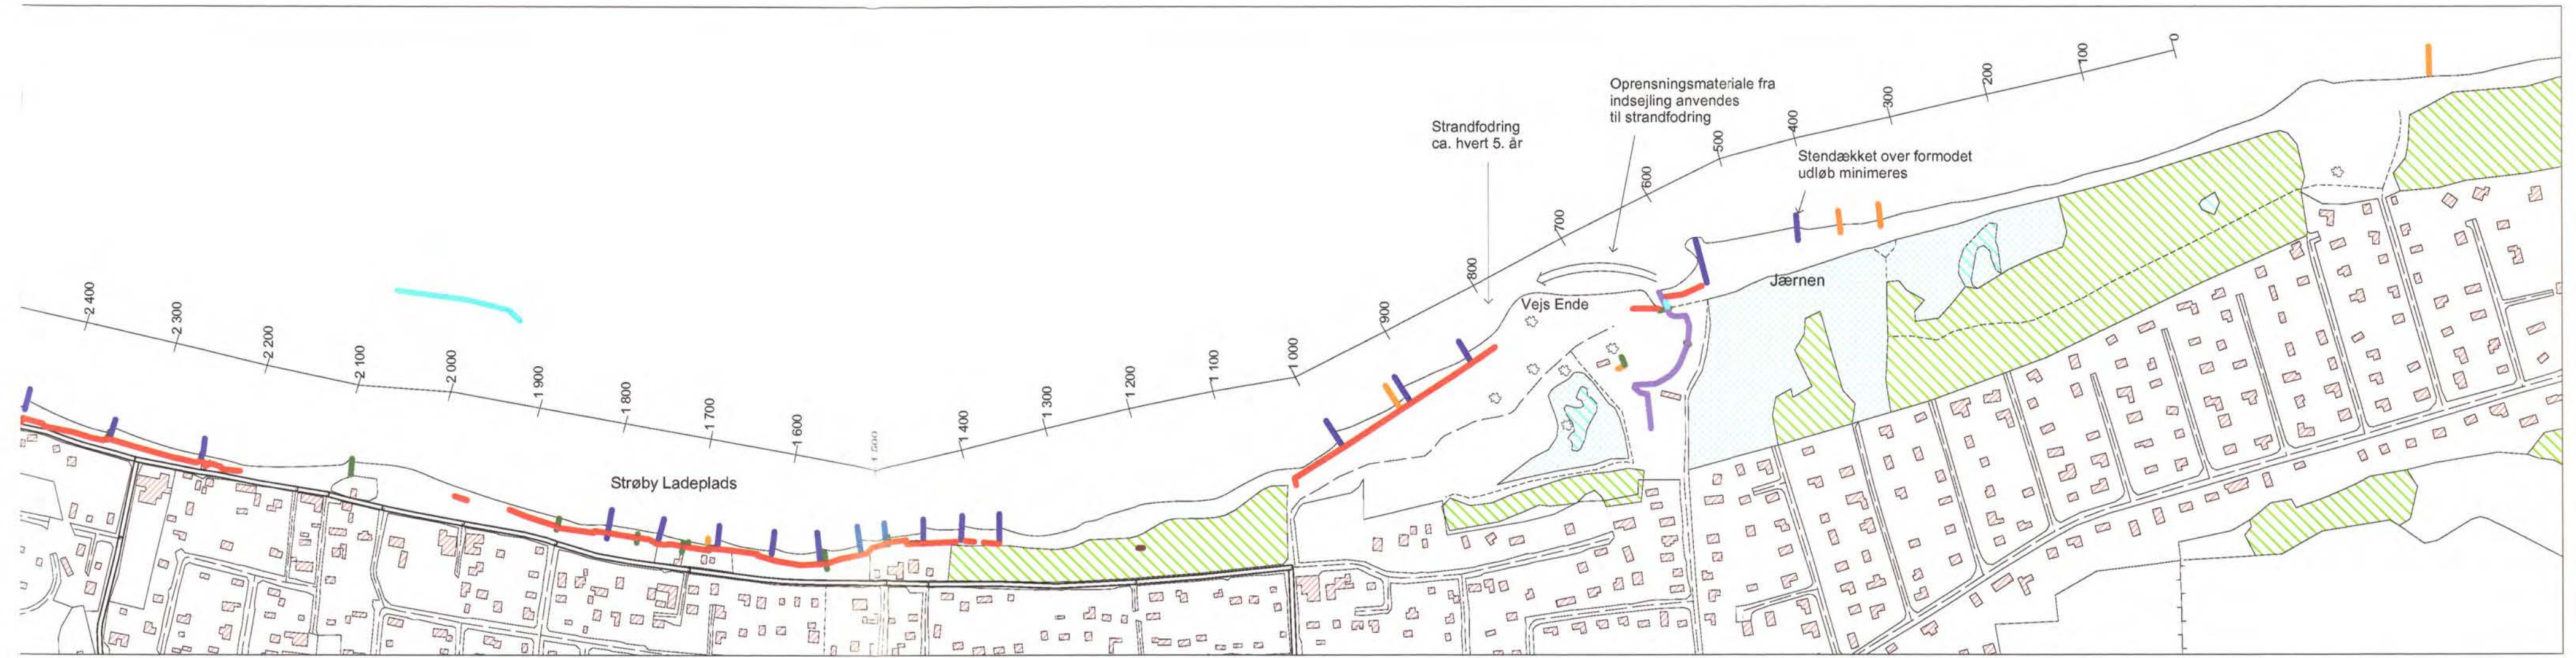 Oprensningsmateriale fra
indsejling anvendes
til strandfodring
Strandfodring
ca. hvert 5. år
Stendækket over formodet
udløb minimeres
0
100
200
300
400
500
600
700
800
900
1 000
1 100
1 200
1 300
1 400
1 500
1 600
1 700
1 800
1 900
2 000
2 100
2 200
2 300
2 400
Jærnen
Vejs Ende
Strøby Ladeplads